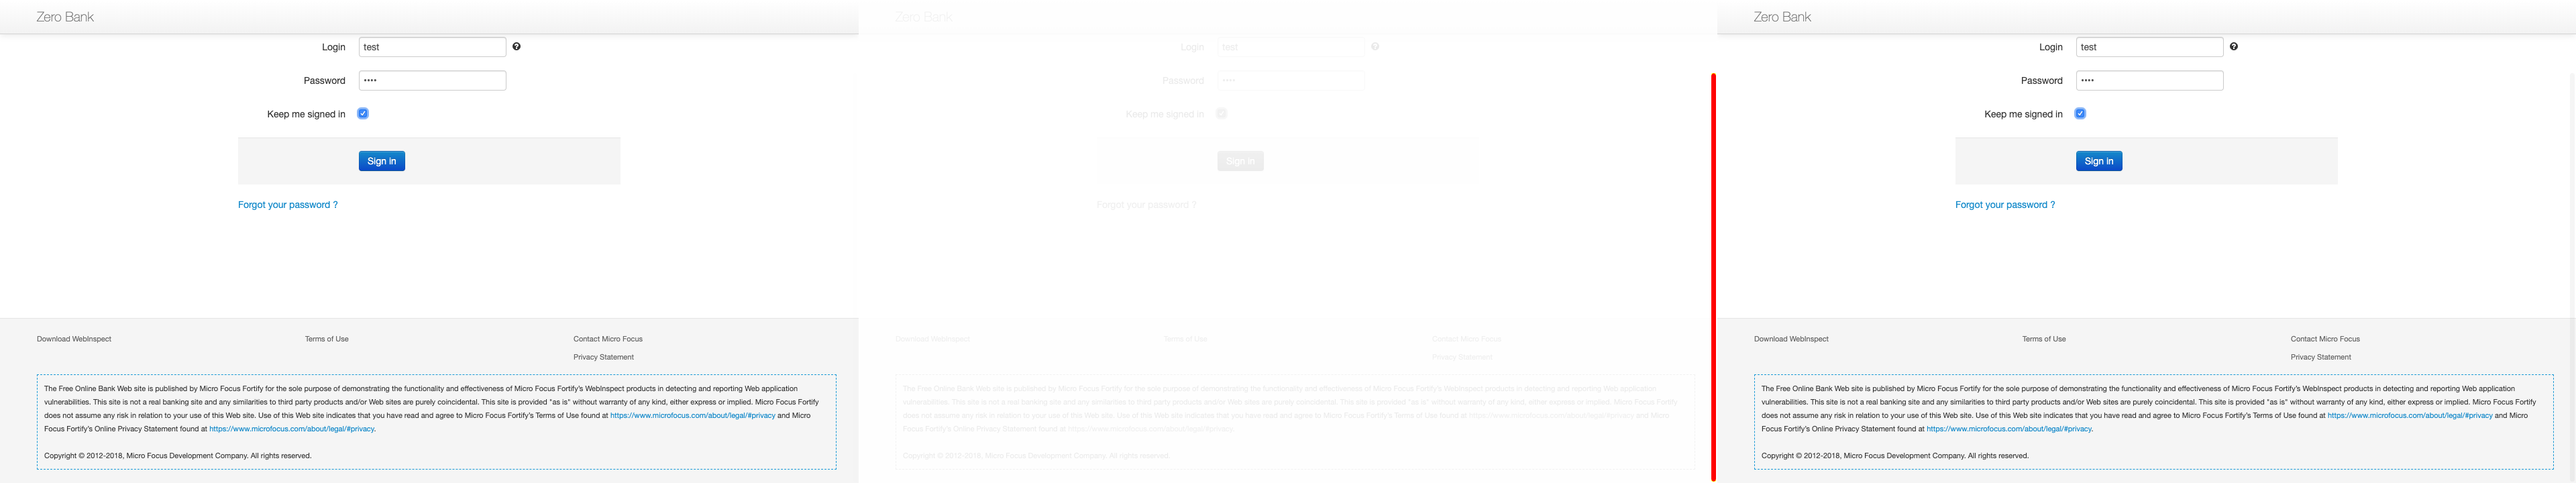 Zero Bank
Login test
Password ••••
Keep me signed in
Sign in
Forgot your password ?
Download WebInspect
Terms of Use
Contact Micro Focus
Privacy Statement
The Free Online Bank Web site is published by Micro Focus Fortify for the sole purpose of demonstrating the functionality and effectiveness of Micro Focus Fortify's WebInspect products in detecting and reporting Web application
vulnerabilities. This site is not a real banking site and any similarities to third party products and/or Web sites are purely coincidental. This site is provided "as is" without warranty of any kind, either express or implied. Micro Focus Fortify
does not assume any risk in relation to your use of this Web site. Use of this Web site indicates that you have read and agree to Micro Focus Fortify's Terms of Use found at https://www.microfocus.com/about/legal/#privacy and Micro
Focus Fortify's Online Privacy Statement found at https://www.microfocus.com/about/legal/#privacy.
Copyright © 2012-2018, Micro Focus Development Company. All rights reserved.
Zero Bank
Login test
Password ••••
Keep me signed in
Sign in
Forgot your password ?
Download WebInspect
Terms of Use
Contact Micro Focus
Privacy Statement
The Free Online Bank Web site is published by Micro Focus Fortify for the sole purpose of demonstrating the functionality and effectiveness of Micro Focus Fortify's WebInspect products in detecting and reporting Web application
vulnerabilities. This site is not a real banking site and any similarities to third party products and/or Web sites are purely coincidental. This site is provided "as is" without warranty of any kind, either express or implied. Micro Focus Fortify
does not assume any risk in relation to your use of this Web site. Use of this Web site indicates that you have read and agree to Micro Focus Fortify's Terms of Use found at https://www.microfocus.com/about/legal/#privacy and Micro
Focus Fortify's Online Privacy Statement found at https://www.microfocus.com/about/legal/#privacy.
Copyright © 2012-2018, Micro Focus Development Company. All rights reserved.
Zero Bank
Login test
Password ••••
Keep me signed in
Sign in
Forgot your password ?
Download WebInspect
Terms of Use
Contact Micro Focus
Privacy Statement
The Free Online Bank Web site is published by Micro Focus Fortify for the sole purpose of demonstrating the functionality and effectiveness of Micro Focus Fortify's WebInspect products in detecting and reporting Web application
vulnerabilities. This site is not a real banking site and any similarities to third party products and/or Web sites are purely coincidental. This site is provided "as is" without warranty of any kind, either express or implied. Micro Focus Fortify
does not assume any risk in relation to your use of this Web site. Use of this Web site indicates that you have read and agree to Micro Focus Fortify's Terms of Use found at https://www.microfocus.com/about/legal/#privacy and Micro
Focus Fortify's Online Privacy Statement found at https://www.microfocus.com/about/legal/#privacy.
Copyright © 2012-2018, Micro Focus Development Company. All rights reserved.